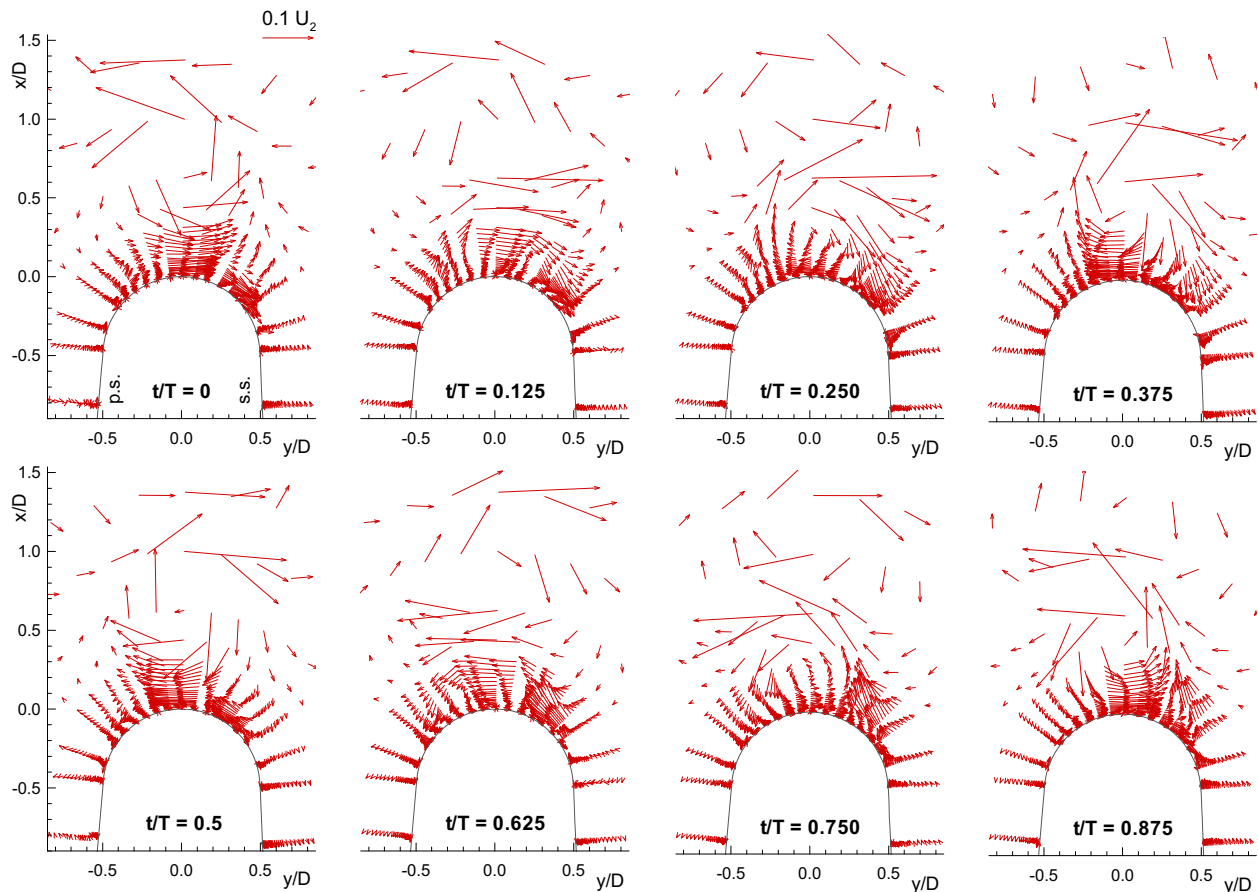 0.1 U2
x/D
1.5
1.0
0.5
0.0
-0.5
p.s.
t/T = 0
s.s.
-0.5 0.0 0.5
y/D
t/T = 0.125
-0.5 0.0 0.5
y/D
t/T = 0.250
-0.5 0.0 0.5
y/D
t/T = 0.375
-0.5 0.0 0.5
y/D
x/D
1.5
1.0
0.5
0.0
-0.5
t/T = 0.5
-0.5 0.0 0.5
y/D
t/T = 0.625
-0.5 0.0 0.5
y/D
t/T = 0.750
-0.5 0.0 0.5
y/D
t/T = 0.875
-0.5 0.0 0.5
y/D